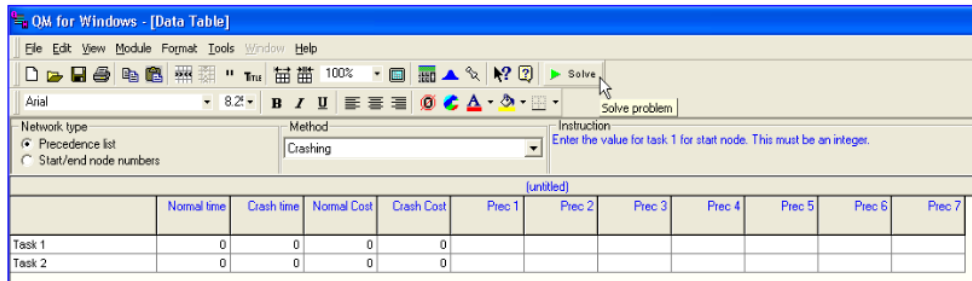 QM for Windows - [Data Table]
File Edit View Module Format Tools Window Help
TITLE 100% Solve
Arial 8.2 B I U
Solve problem
Network type Method Instruction
Precedence list Crashing Enter the value for task 1 for start node. This must be an integer.
Start/end node numbers
(untitled)
Normal time Crash time Normal Cost Crash Cost Prec 1 Prec 2 Prec 3 Prec 4 Prec 5 Prec 6 Prec 7
Task 1 0 0 0 0
Task 2 0 0 0 0